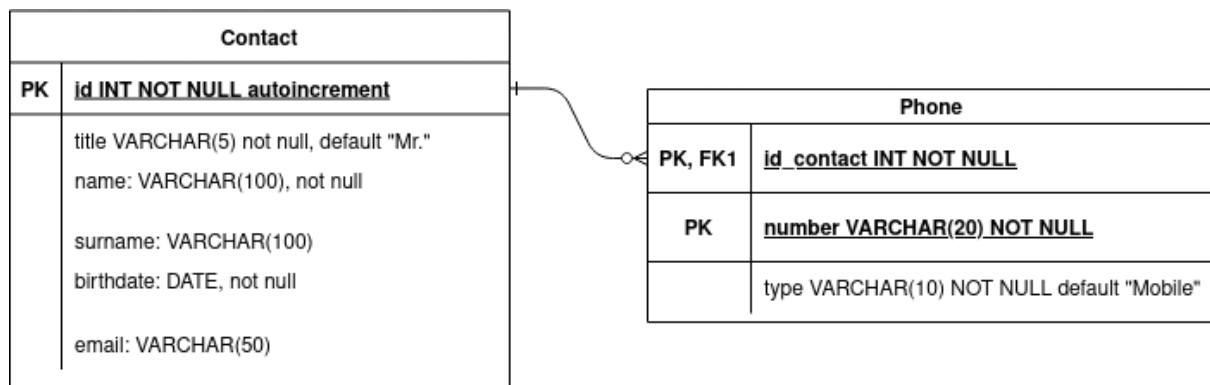 Contact
PK id INT NOT NULL autoincrement
title VARCHAR(5) not null, default "Mr."
name: VARCHAR(100), not null
surname: VARCHAR(100)
birthdate: DATE, not null
email: VARCHAR(50)
Phone
PK, FK1 id_contact INT NOT NULL
PK number VARCHAR(20) NOT NULL
type VARCHAR(10) NOT NULL default "Mobile"